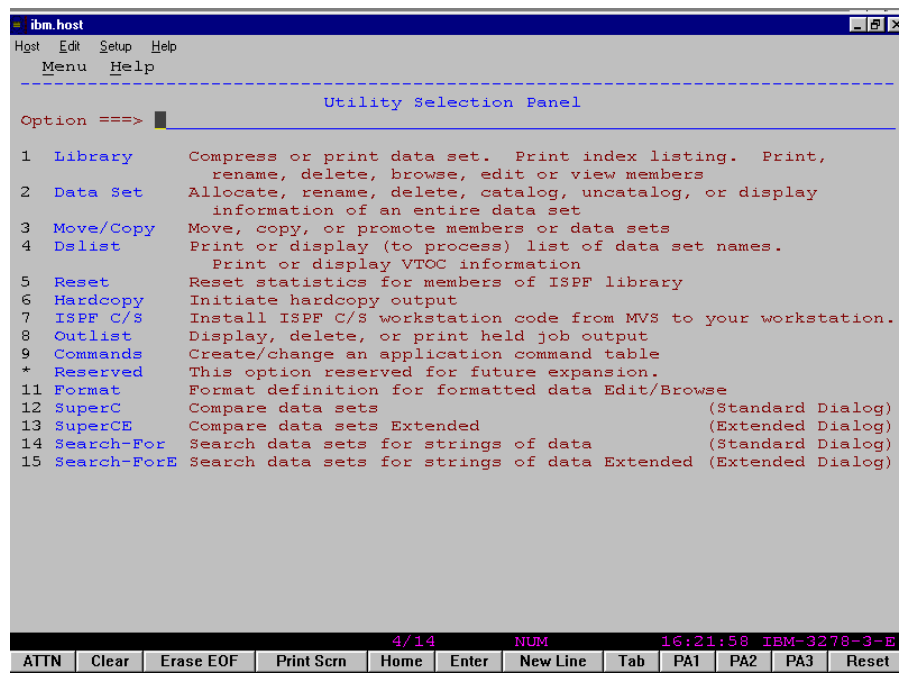 ibm.host
Host Edit Setup Help
Menu Help
Utility Selection Panel
Option ===>
1 Library Compress or print data set. Print index listing. Print,
rename, delete, browse, edit or view members
2 Data Set Allocate, rename, delete, catalog, uncatalog, or display
information of an entire data set
3 Move/Copy Move, copy, or promote members or data sets
4 Dslist Print or display (to process) list of data set names.
Print or display VTOC information
5 Reset Reset statistics for members of ISPF library
6 Hardcopy Initiate hardcopy output
7 ISPF C/S Install ISPF C/S workstation code from MVS to your workstation.
8 Outlist Display, delete, or print held job output
9 Commands Create/change an application command table
* Reserved This option reserved for future expansion.
11 Format Format definition for formatted data Edit/Browse
12 SuperC Compare data sets (Standard Dialog)
13 SuperCE Compare data sets Extended (Extended Dialog)
14 Search-For Search data sets for strings of data (Standard Dialog)
15 Search-ForE Search data sets for strings of data Extended (Extended Dialog)
4/14 NUM 16:21:58 IBM-3278-3-E
ATTN Clear Erase EOF Print Scrn Home Enter New Line Tab PA1 PA2 PA3 Reset